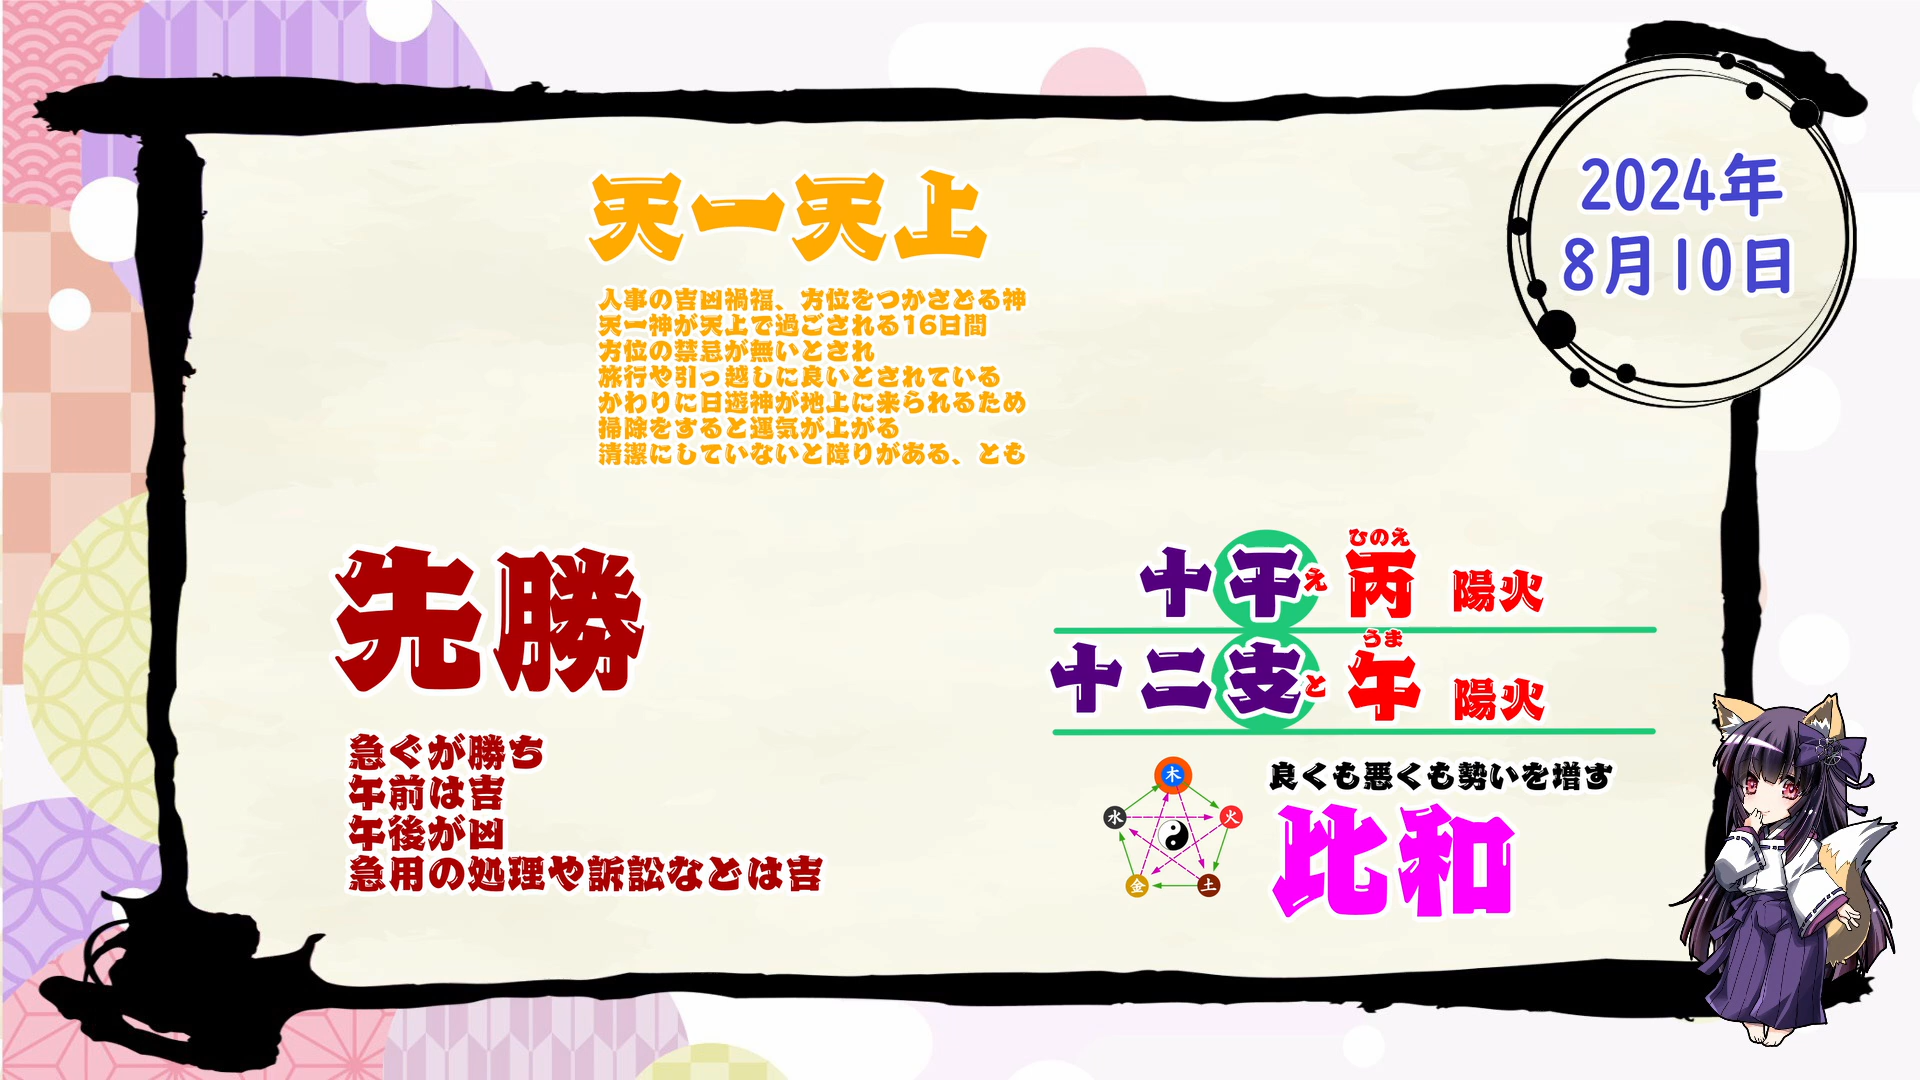 2024年
8月10日
天一天上
人事の吉凶禍福、方位をつかさどる神
天一神が天上で過ごされる16日間
方位の禁忌が無いとされ
旅行や引っ越しに良いとされている
かわりに日遊神が地上に来られるため
掃除をすると運気が上がる
清潔にしていないと障りがある、とも
先勝
急ぐが勝ち
午前は吉
午後が凶
急用の処理や訴訟などは吉
ひのえ
十干え 丙 陽火
うま
十二支と 午 陽火
良くも悪くも勢いを増す
比和
木
水 火
金 土